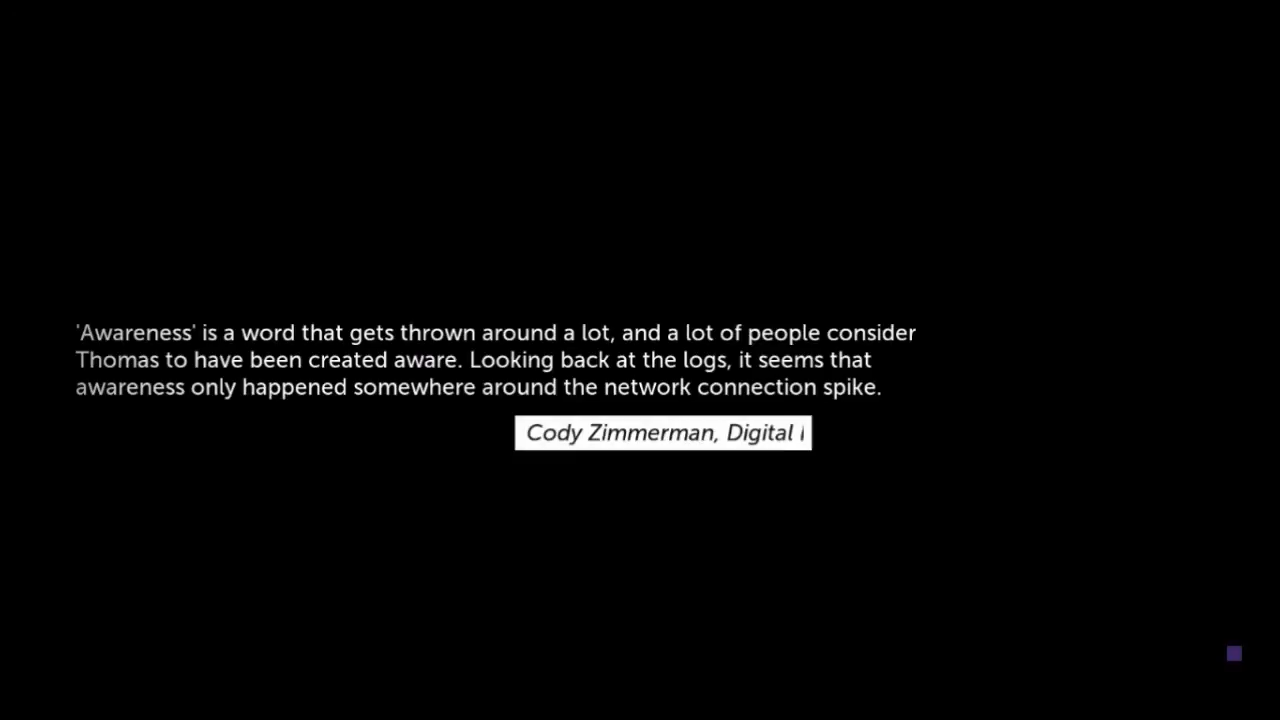 'Awareness' is a word that gets thrown around a lot, and a lot of people consider
Thomas to have been created aware. Looking back at the logs, it seems that
awareness only happened somewhere around the network connection spike.
Cody Zimmerman, Digital